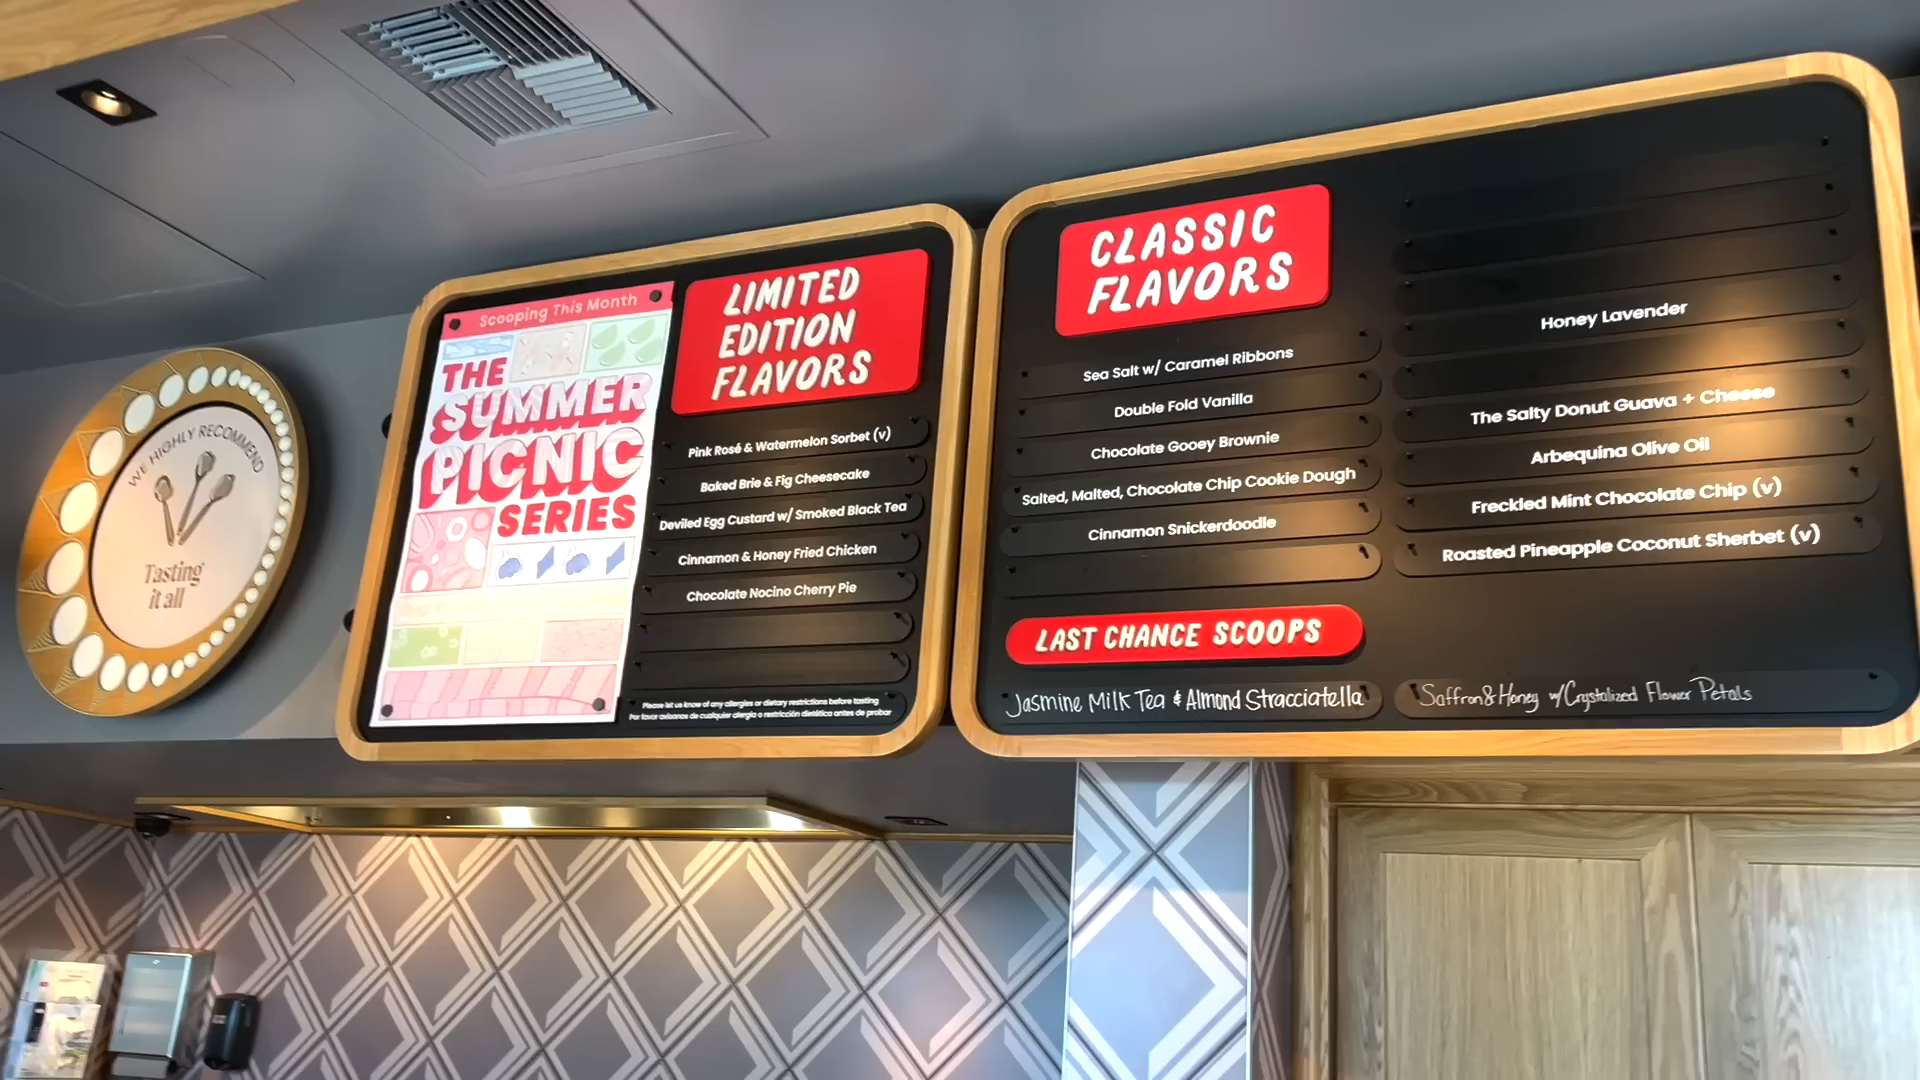 WE HIGHLY RECOMMEND
Tasting
it all
Scooping This Month
THE
SUMMER
PICNIC
SERIES
LIMITED
EDITION
FLAVORS
Pink Rosé & Watermelon Sorbet (v)
Baked Brie & Fig Cheesecake
Deviled Egg Custard w/ Smoked Black Tea
Cinnamon & Honey Fried Chicken
Chocolate Nocino Cherry Pie
Please let us know of any allergies or dietary restrictions before tasting
Por favor avísanos de cualquier alergia o restricción dietética antes de probar
CLASSIC
FLAVORS
Sea Salt w/ Caramel Ribbons
Double Fold Vanilla
Chocolate Gooey Brownie
Salted, Malted, Chocolate Chip Cookie Dough
Cinnamon Snickerdoodle
Honey Lavender
The Salty Donut Guava + Cheese
Arbequina Olive Oil
Freckled Mint Chocolate Chip (v)
Roasted Pineapple Coconut Sherbet (v)
LAST CHANCE SCOOPS
Jasmine Milk Tea & Almond Stracciatella
Saffron & Honey w/ Crystalized Flower Petals